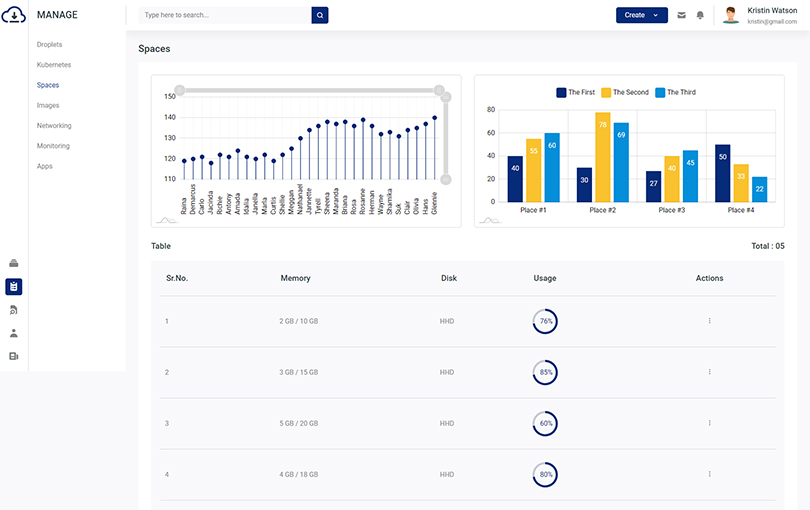 MANAGE
Type here to search...
Create
Kristin Watson
kristin@gmail.com
Droplets
Kubernetes
Spaces
Images
Networking
Monitoring
Apps
Spaces
150
140
130
120
110
Raina
Demarcus
Carlo
Jacinda
Richie
Antony
Amada
Idalia
Janella
Marla
Curtis
Shellie
Meggan
Nathanael
Jannette
Tyrell
Sheena
Maranda
Briana
Rosa
Rosanne
Herman
Wayne
Shamika
Suk
Clair
Olivia
Hans
Glennie
The First
The Second
The Third
80
60
40
20
0
40
55
60
30
78
69
27
40
45
50
33
22
Place #1
Place #2
Place #3
Place #4
Table
Total : 05
Sr.No. Memory Disk Usage Actions
1 2 GB / 10 GB HHD 76%
2 3 GB / 15 GB HHD 85%
3 5 GB / 20 GB HHD 60%
4 4 GB / 18 GB HHD 80%